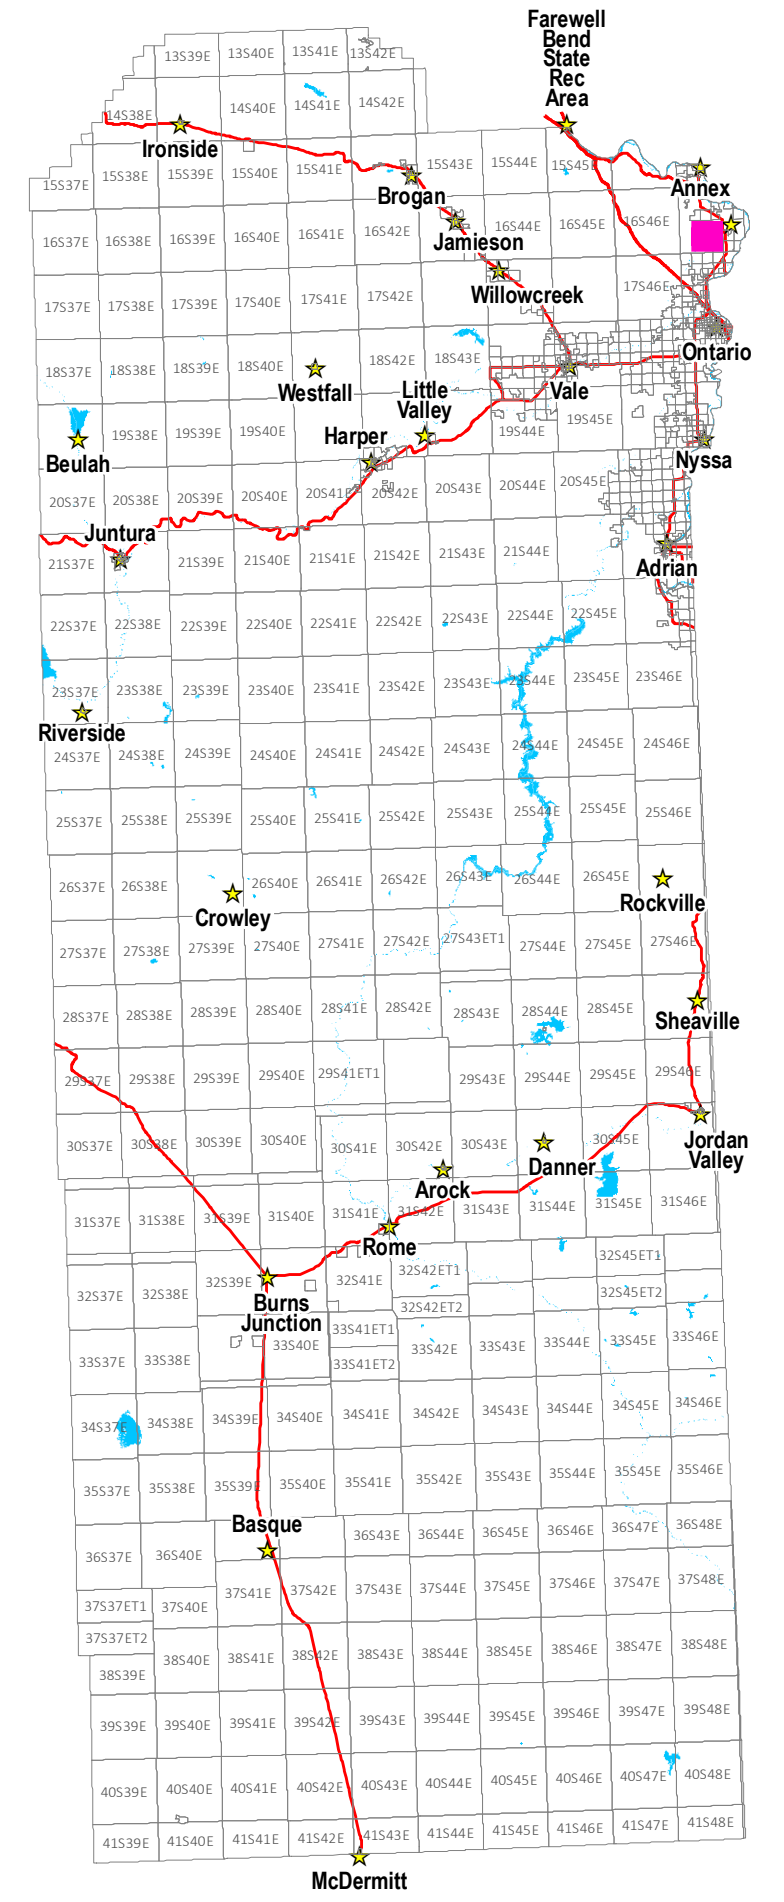 Farewell
Bend
State
Rec
Area
13S39E 13S40E 13S41E 13S42E
14S38E 14S40E 14S41E 14S42E
Ironside
15S37E 15S38E 15S39E 15S40E 15S41E 15S43E 15S44E 15S45E
Brogan
Annex
16S37E 16S38E 16S39E 16S40E 16S41E 16S42E 16S44E 16S45E 16S46E
Jamieson
17S37E 17S38E 17S39E 17S40E 17S41E 17S42E 17S46E
Willowcreek
Ontario
18S37E 18S38E 18S39E 18S40E 18S42E 18S43E
Westfall
Little
Valley
Vale
19S38E 19S39E 19S40E 19S44E 19S45E
Beulah
Harper
Nyssa
20S37E 20S38E 20S39E 20S40E 20S41E 20S42E 20S43E 20S44E 20S45E
Juntura
21S37E 21S39E 21S40E 21S41E 21S42E 21S43E 21S44E
Adrian
22S37E 22S38E 22S39E 22S40E 22S41E 22S42E 22S43E 22S44E 22S45E
23S37E 23S38E 23S39E 23S40E 23S41E 23S42E 23S43E 23S44E 23S45E 23S46E
Riverside
24S37E 24S38E 24S39E 24S40E 24S41E 24S42E 24S43E 24S44E 24S45E 24S46E
25S37E 25S38E 25S39E 25S40E 25S41E 25S42E 25S43E 25S44E 25S45E 25S46E
26S37E 26S38E 26S40E 26S41E 26S42E 26S43E 26S44E 26S45E
Crowley
Rockville
27S37E 27S38E 27S39E 27S40E 27S41E 27S42E 27S43ET1 27S44E 27S45E 27S46E
28S37E 28S38E 28S39E 28S40E 28S41E 28S42E 28S43E 28S44E 28S45E
Sheaville
29S37E 29S38E 29S39E 29S40E 29S41ET1 29S43E 29S44E 29S45E 29S46E
30S37E 30S38E 30S39E 30S40E 30S41E 30S42E 30S43E 30S45E
Jordan
Valley
Danner
Arock
31S37E 31S38E 31S39E 31S40E 31S41E 31S42E 31S43E 31S44E 31S45E 31S46E
Rome
32S37E 32S38E 32S39E 32S41E 32S42ET1 32S45ET1
32S42ET2 32S45ET2
Burns
Junction
33S37E 33S38E 33S40E 33S41ET1 33S42E 33S43E 33S44E 33S45E 33S46E
33S41ET2
34S37E 34S38E 34S39E 34S40E 34S41E 34S42E 34S43E 34S44E 34S45E 34S46E
35S37E 35S38E 35S39E 35S40E 35S41E 35S42E 35S43E 35S44E 35S45E 35S46E
Basque
36S37E 36S40E 36S43E 36S44E 36S45E 36S46E 36S47E 36S48E
37S37ET1 37S40E 37S41E 37S42E 37S43E 37S44E 37S45E 37S46E 37S47E 37S48E
37S37ET2
38S39E 38S40E 38S41E 38S42E 38S43E 38S44E 38S45E 38S46E 38S47E 38S48E
39S39E 39S40E 39S41E 39S42E 39S43E 39S44E 39S45E 39S46E 39S47E 39S48E
40S39E 40S40E 40S41E 40S42E 40S43E 40S44E 40S45E 40S46E 40S47E 40S48E
41S39E 41S40E 41S41E 41S42E 41S43E 41S44E 41S45E 41S46E 41S47E 41S48E
McDermitt